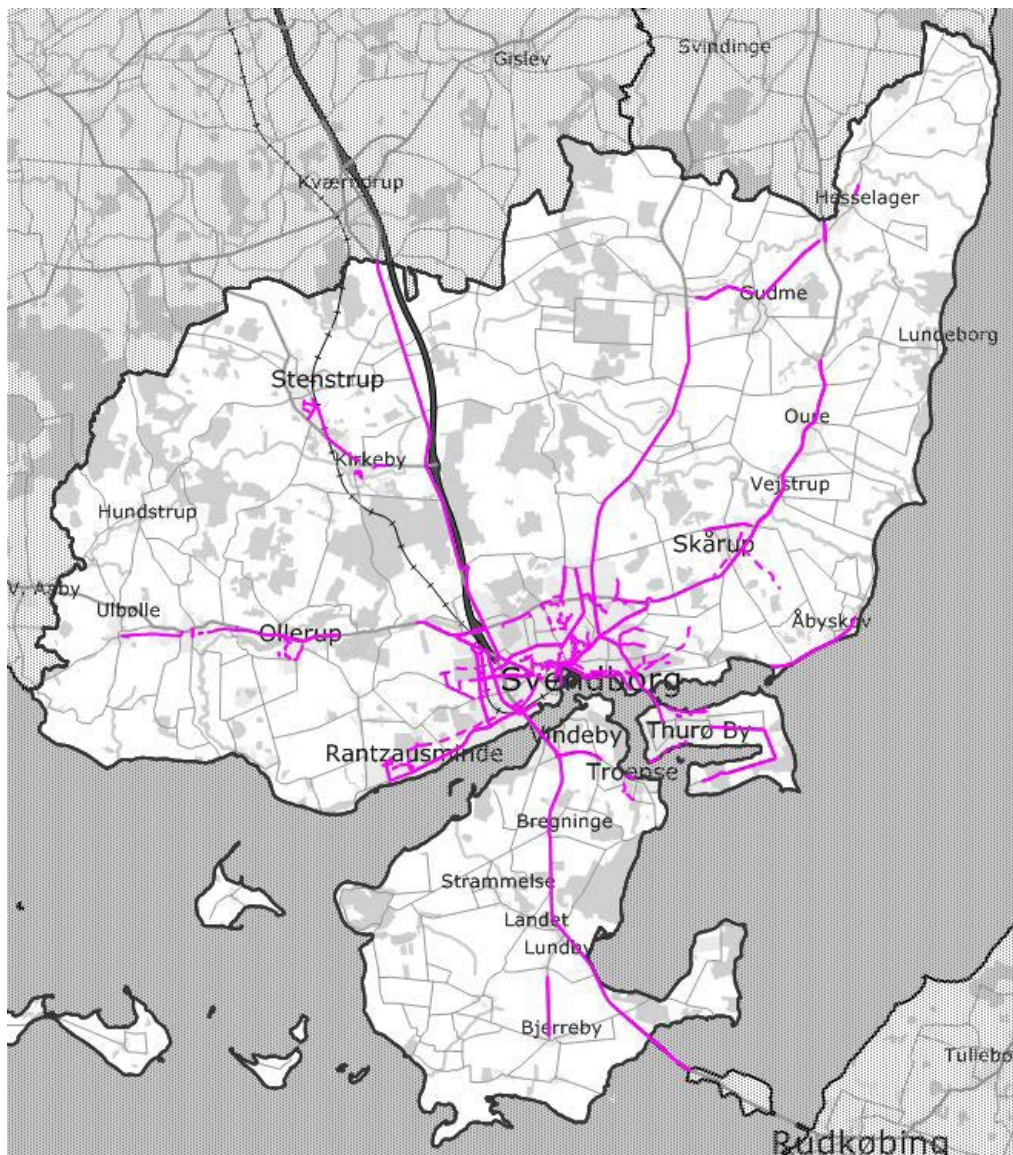 Svindinge
Gislev
Kværndrup
Hesselager
Gudme
Lundeborg
Stenstrup
Oure
Kirkeby
Vejstrup
Hundstrup
Skårup
V. Aaby
Ulbølle
Ollerup
Åbyskov
Svendborg
Vindeby
Thurø By
Rantzausminde
Troense
Bregninge
Strammelse
Landet
Lundby
Bjerreby
Tullebø
Rudkøbing